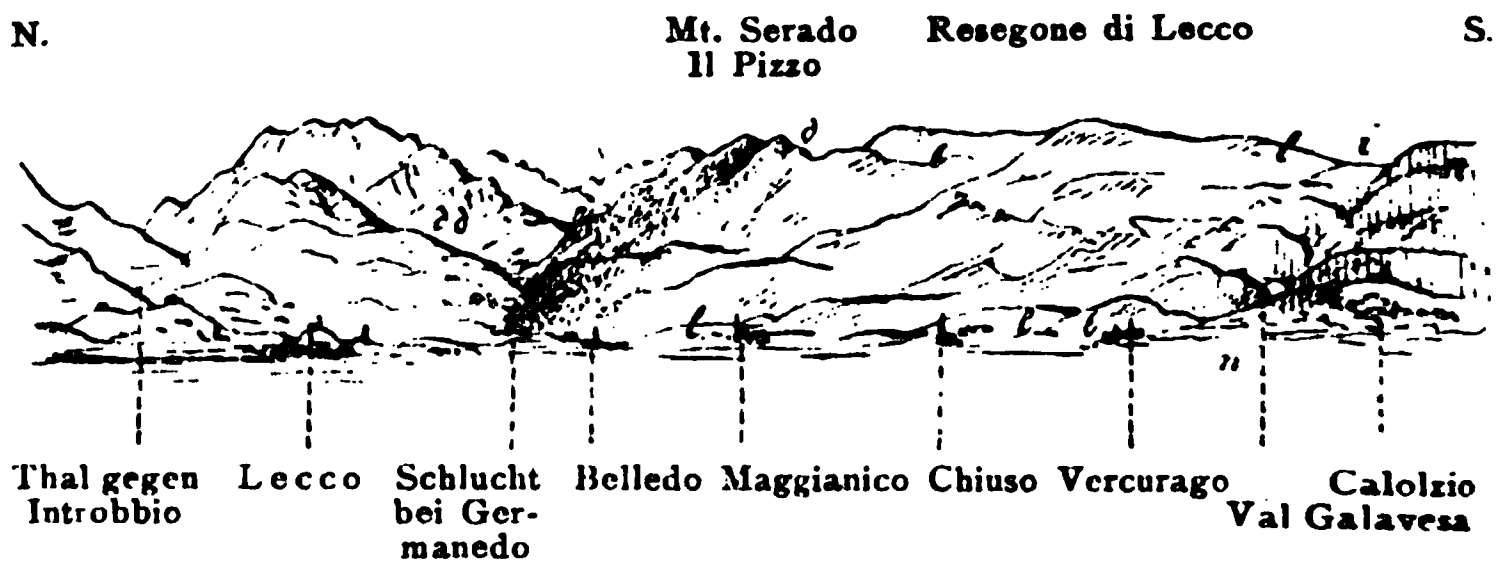 N.
Mt. Serado
Il Pizzo
Resegone di Lecco
S.
d
l
l
i
d d
l
l
l
n
Thal gegen
Introbbio
Lecco
Schlucht
bei Ger-
manedo
Belledo
Maggianico
Chiuso
Vercurago
Calolzio
Val Galavesa